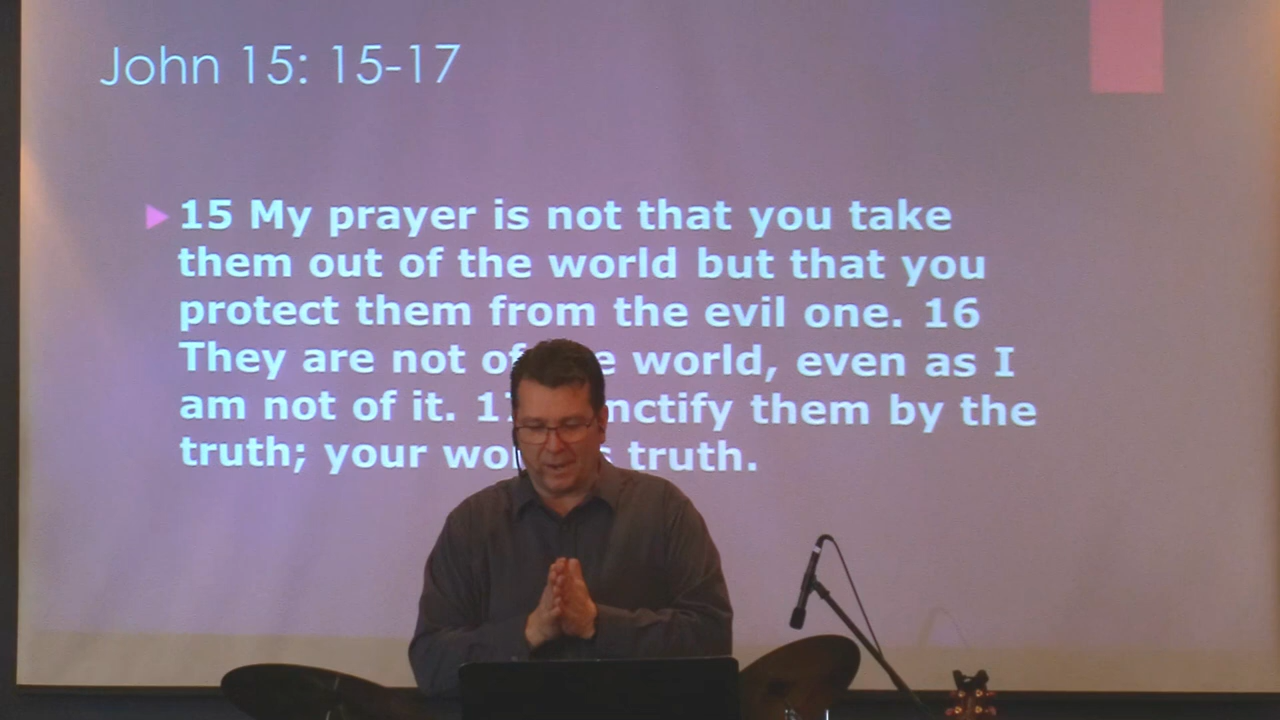 John 15: 15-17
15 My prayer is not that you take
them out of the world but that you
protect them from the evil one. 16
They are not of world, even as I
am not of it. them by the
truth; your truth.